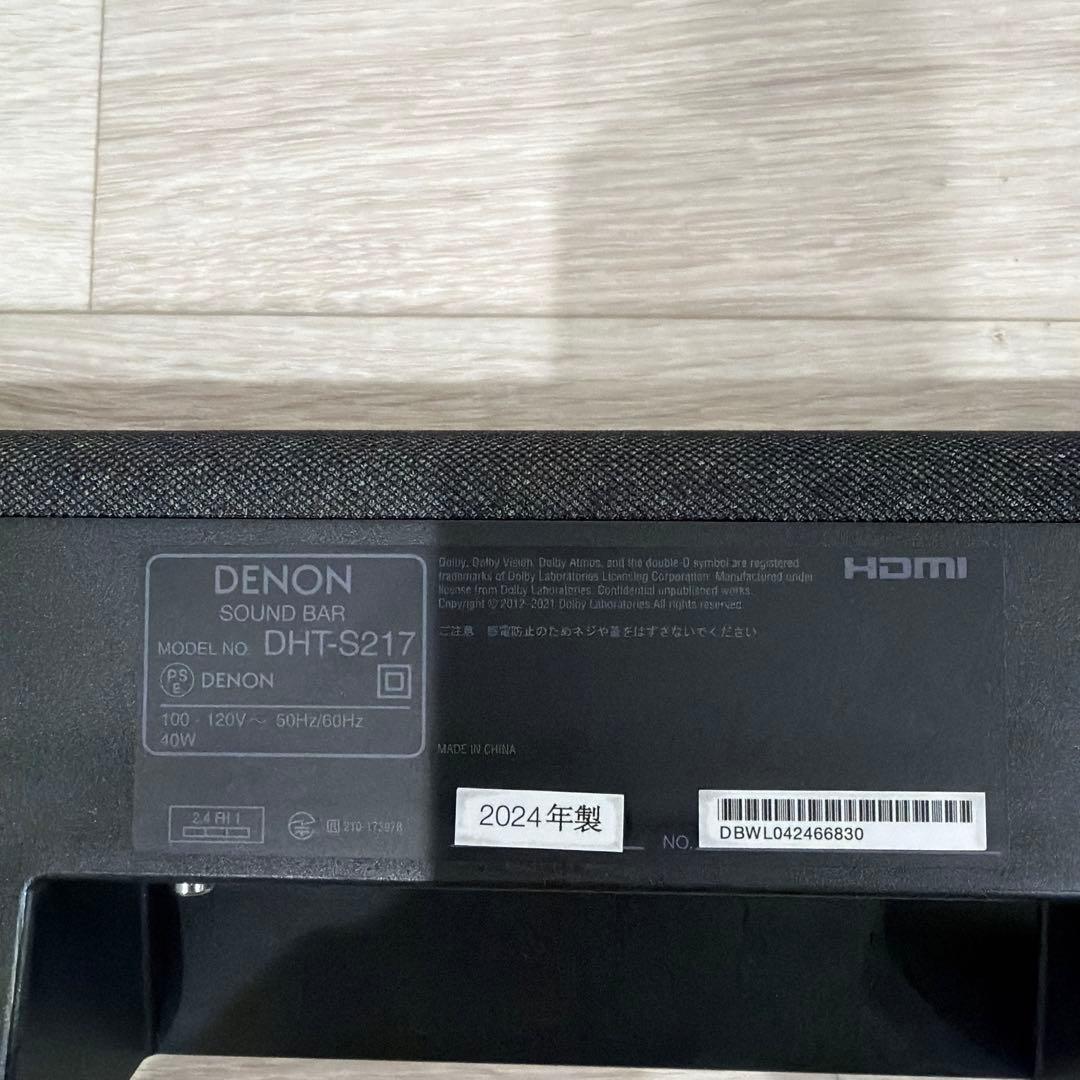 DENON
SOUND BAR
MODEL NO. DHT-S217
PS
E
DENON
100 - 120V～ 50Hz/60Hz
40W
Dolby, Dolby Vision, Dolby Atmos, and the double-D symbol are registered
trademarks of Dolby Laboratories Licensing Corporation. Manufactured under
license from Dolby Laboratories. Confidential unpublished works.
Copyright © 2012-2021 Dolby Laboratories.All rights reserved.
ご注意 感電防止のためネジや蓋をはずさないでください
HDMI
MADE IN CHINA
2.4 FH 1
2024年製
NO.
DBWL042466830